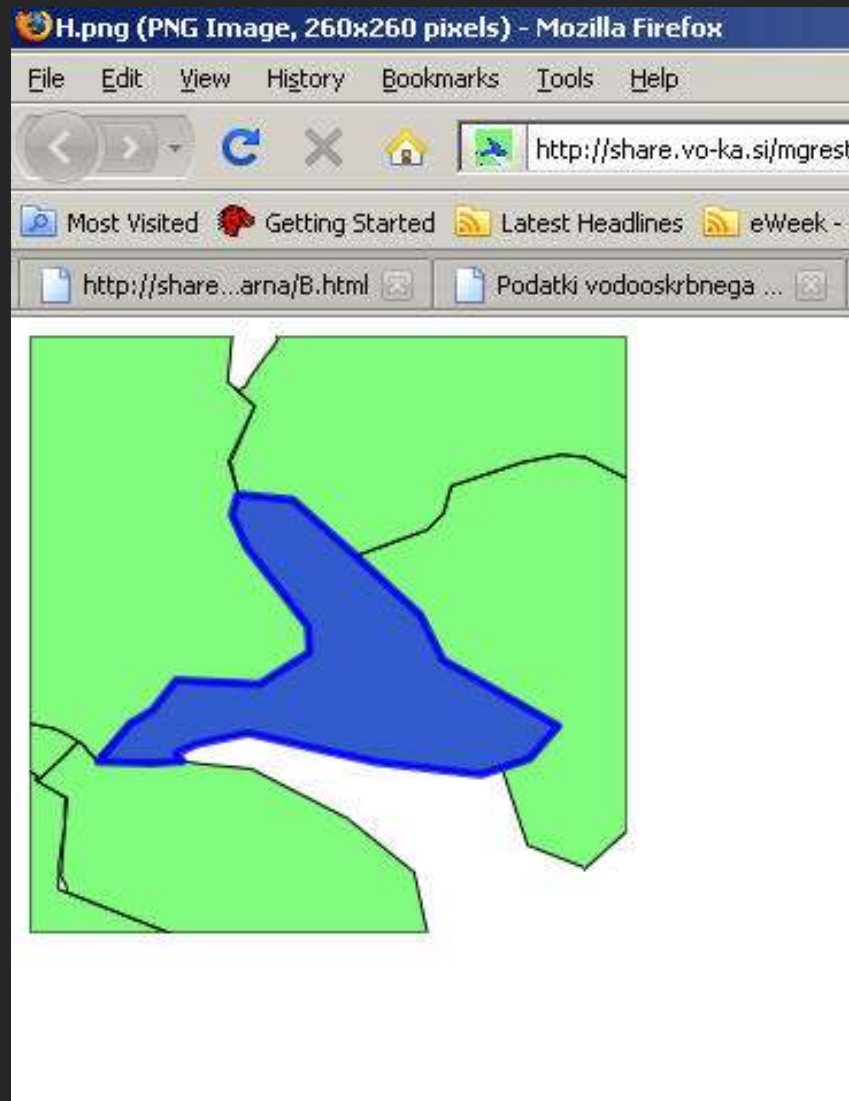 H.png (PNG Image, 260x260 pixels) - Mozilla Firefox
File Edit View History Bookmarks Tools Help
http://share.vo-ka.si/mgrest
Most Visited Getting Started Latest Headlines eWeek -
http://share...arna/B.html Podatki vodooskrbnega ...